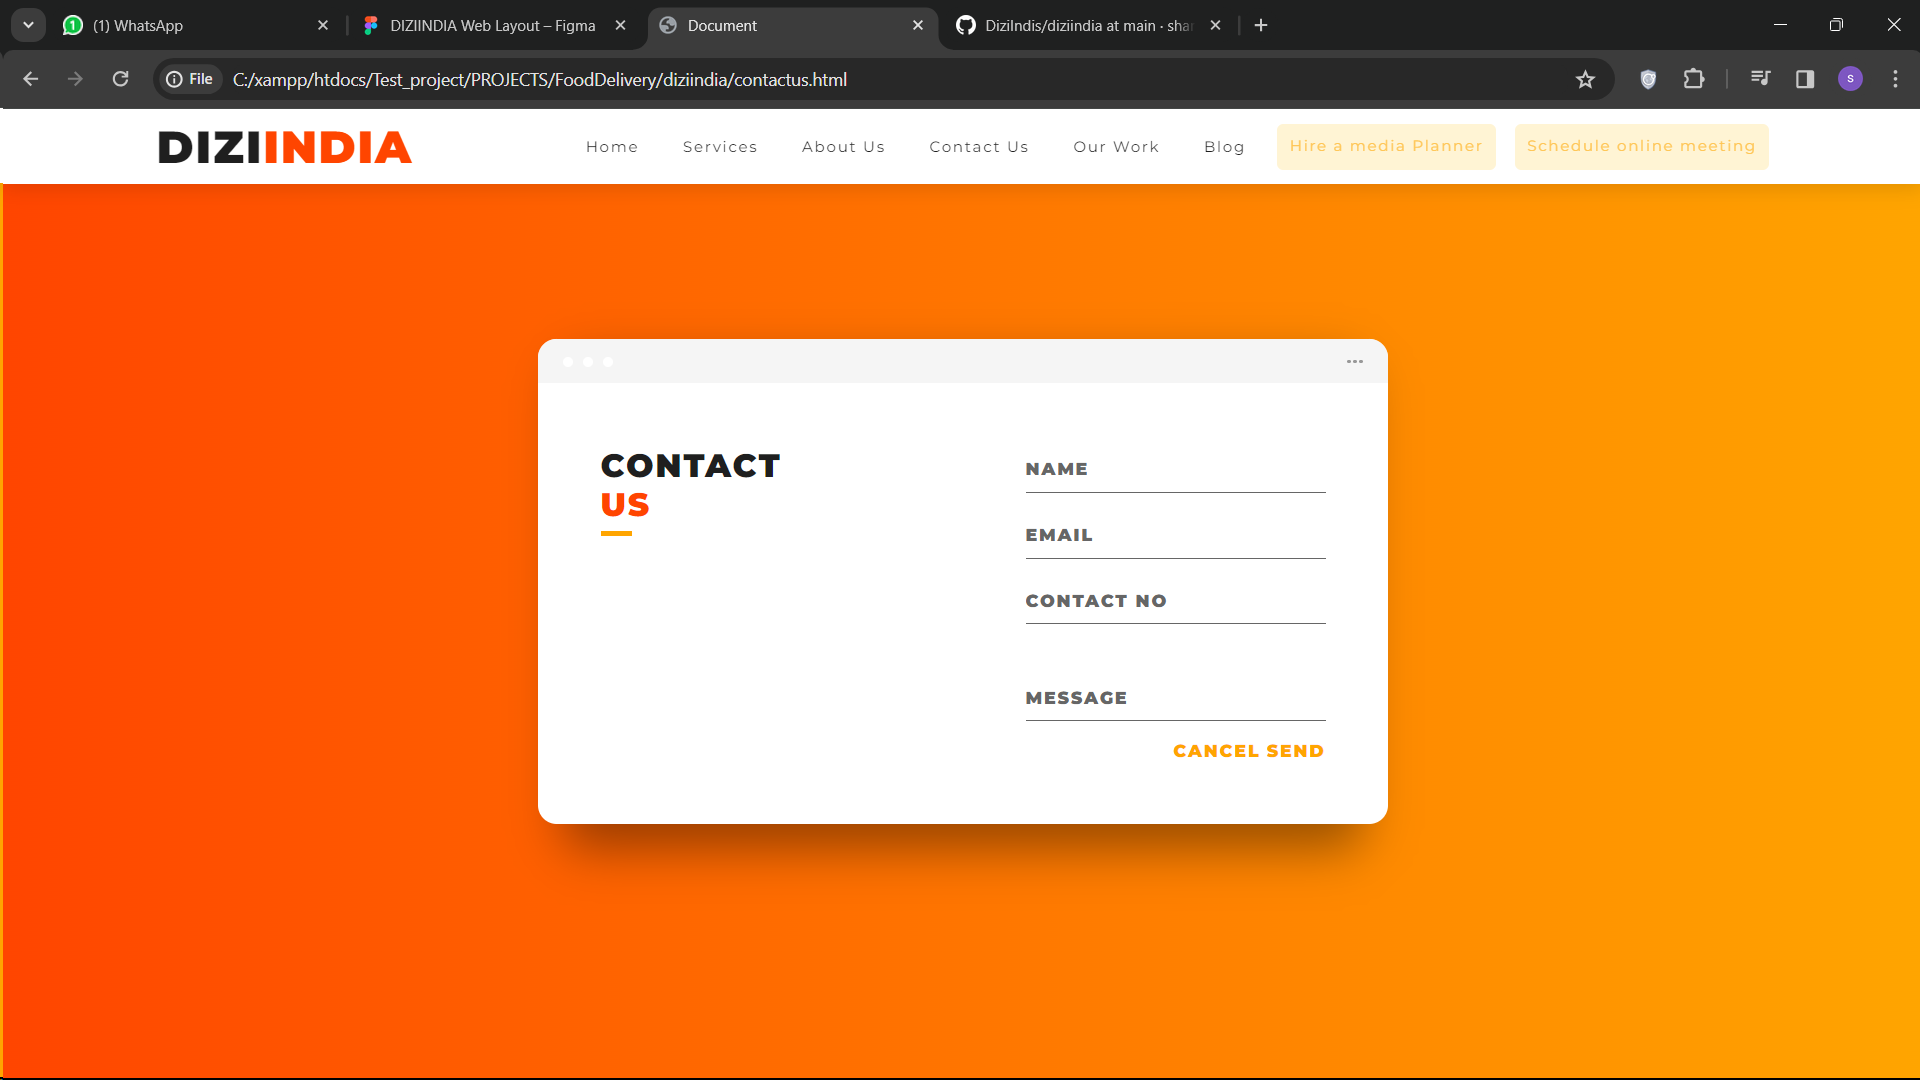 (1) WhatsApp
DIZIINDIA Web Layout – Figma
Document
DiziIndis/diziindia at main · sha
File
C:/xampp/htdocs/Test_project/PROJECTS/FoodDelivery/diziindia/contactus.html
S
DIZIINDIA
Home Services About Us Contact Us Our Work Blog Hire a media Planner Schedule online meeting
CONTACT
US
NAME
EMAIL
CONTACT NO
MESSAGE
CANCEL SEND